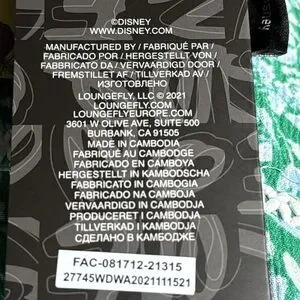 ©DISNEY
WWW.DISNEY.COM
MANUFACTURED BY / FABRIQUÉ PAR /
FABRICADO POR / HERGESTELLT VON /
FABBRICATO DA / VERVAARDIGD DOOR /
FREMSTILLET AF / TILLVERKAD AV /
ИЗГОТОВЛЕНО
LOUNGEFLY, LLC © 2021
LOUNGEFLY.COM
LOUNGEFLYEUROPE.COM
3601 W OLIVE AVE, SUITE 500
BURBANK, CA 91505
MADE IN CAMBODIA
FABRIQUÉ AU CAMBODGE
FABRICADO EN CAMBOYA
HERGESTELLT IN KAMBODSCHA
FABBRICATO IN CAMBOGIA
FABRICADO NA CAMBOJA
VERVAARDIGD IN CAMBODJA
PRODUCERET I CAMBODJA
TILLVERKAD I KAMBODJA
СДЕЛАНО В КАМБОДЖЕ
FAC-081712-21315
27745WDWA2021111521